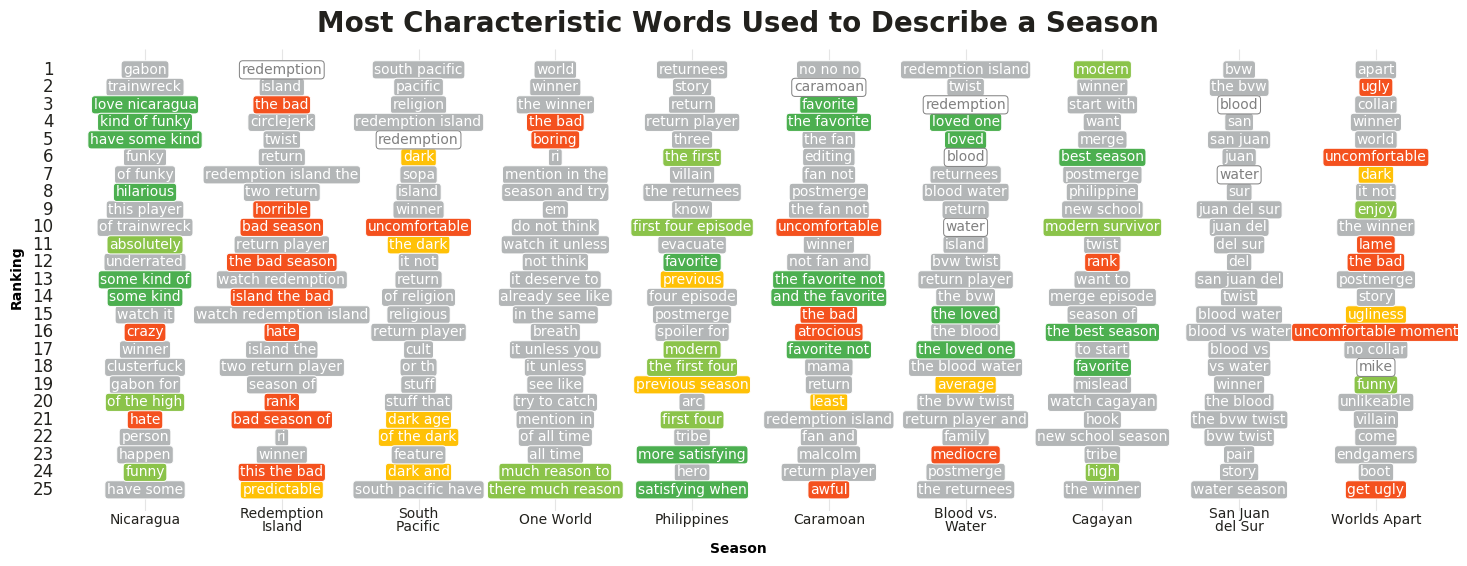 Most Characteristic Words Used to Describe a Season
1 gabon redemption south pacific world returnees no no no redemption island modern bvw apart
2 trainwreck island pacific winner story caramoan twist winner the bvw ugly
3 love nicaragua the bad religion the winner return favorite redemption start with blood collar
4 kind of funky circlejerk redemption island the bad return player the favorite loved one want san winner
5 have some kind twist redemption boring three the fan loved merge san juan world
6 funky return dark ri the first editing blood best season juan uncomfortable
7 of funky redemption island the sopa mention in the villain fan not returnees postmerge water dark
8 hilarious two return island season and try the returnees postmerge blood water philippine sur it not
9 this player horrible winner em know the fan not return new school juan del sur enjoy
10 of trainwreck bad season uncomfortable do not think first four episode uncomfortable water modern survivor juan del the winner
11 absolutely return player the dark watch it unless evacuate winner island twist del sur lame
12 underrated the bad season it not not think favorite not fan and bvw twist rank del the bad
13 some kind of watch redemption return it deserve to previous the favorite not return player want to san juan del postmerge
14 some kind island the bad of religion already see like four episode and the favorite the bvw merge episode twist story
15 watch it watch redemption island religious in the same postmerge the bad the loved season of blood water ugliness
16 crazy hate return player breath spoiler for atrocious the blood the best season blood vs water uncomfortable moment
17 winner island the cult it unless you modern favorite not the loved one to start blood vs no collar
18 clusterfuck two return player or th it unless the first four mama the blood water favorite vs water mike
19 gabon for season of stuff see like previous season return average mislead winner funny
20 of the high rank stuff that try to catch arc least the bvw twist watch cagayan the blood unlikeable
21 hate bad season of dark age mention in first four redemption island return player and hook the bvw twist villain
22 person ri of the dark of all time tribe fan and family new school season bvw twist come
23 happen winner feature all time more satisfying malcolm mediocre tribe pair endgamers
24 funny this the bad dark and much reason to hero return player postmerge high story boot
25 have some predictable south pacific have there much reason satisfying when awful the returnees the winner water season get ugly
Ranking
Nicaragua Redemption Island South Pacific One World Philippines Caramoan Blood vs. Water Cagayan San Juan del Sur Worlds Apart
Season